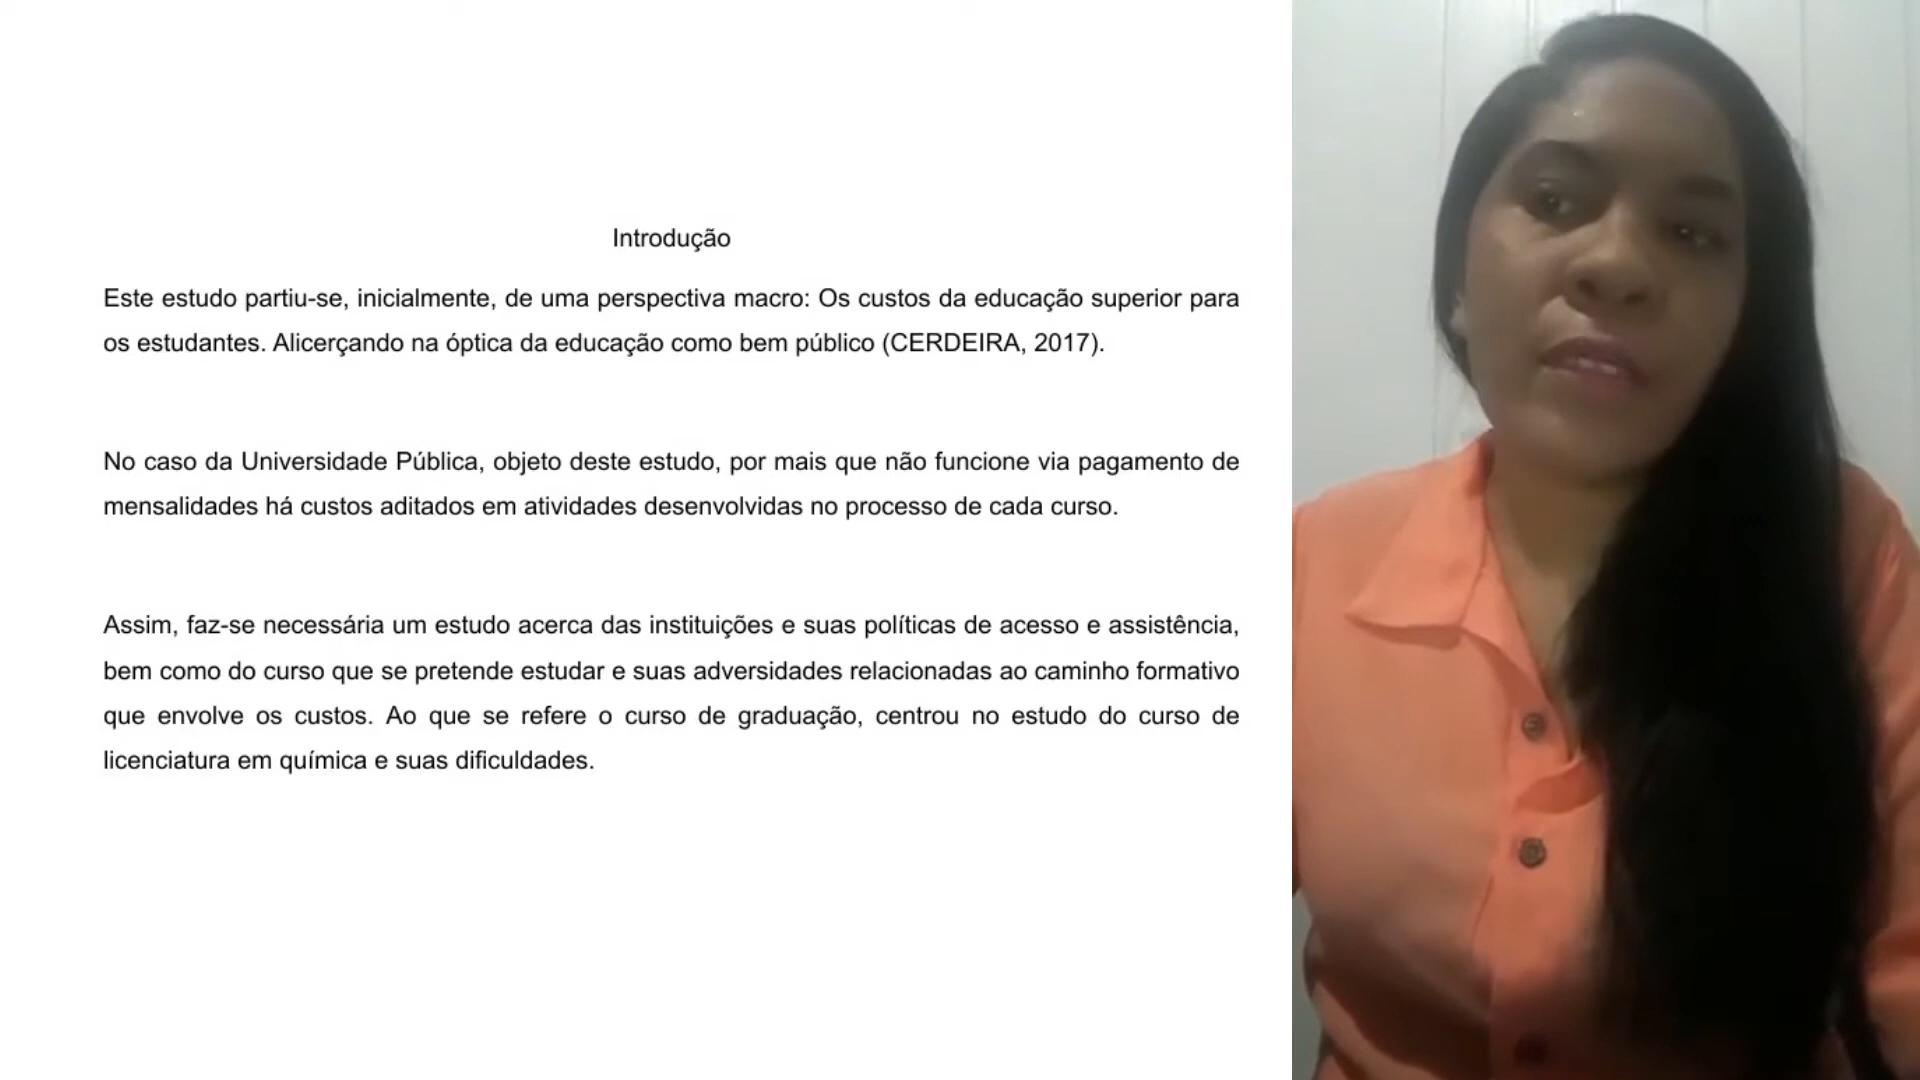 Introdução
Este estudo partiu-se, inicialmente, de uma perspectiva macro: Os custos da educação superior para
os estudantes. Alicerçando na óptica da educação como bem público (CERDEIRA, 2017).
No caso da Universidade Pública, objeto deste estudo, por mais que não funcione via pagamento de
mensalidades há custos aditados em atividades desenvolvidas no processo de cada curso.
Assim, faz-se necessária um estudo acerca das instituições e suas políticas de acesso e assistência,
bem como do curso que se pretende estudar e suas adversidades relacionadas ao caminho formativo
que envolve os custos. Ao que se refere o curso de graduação, centrou no estudo do curso de
licenciatura em química e suas dificuldades.